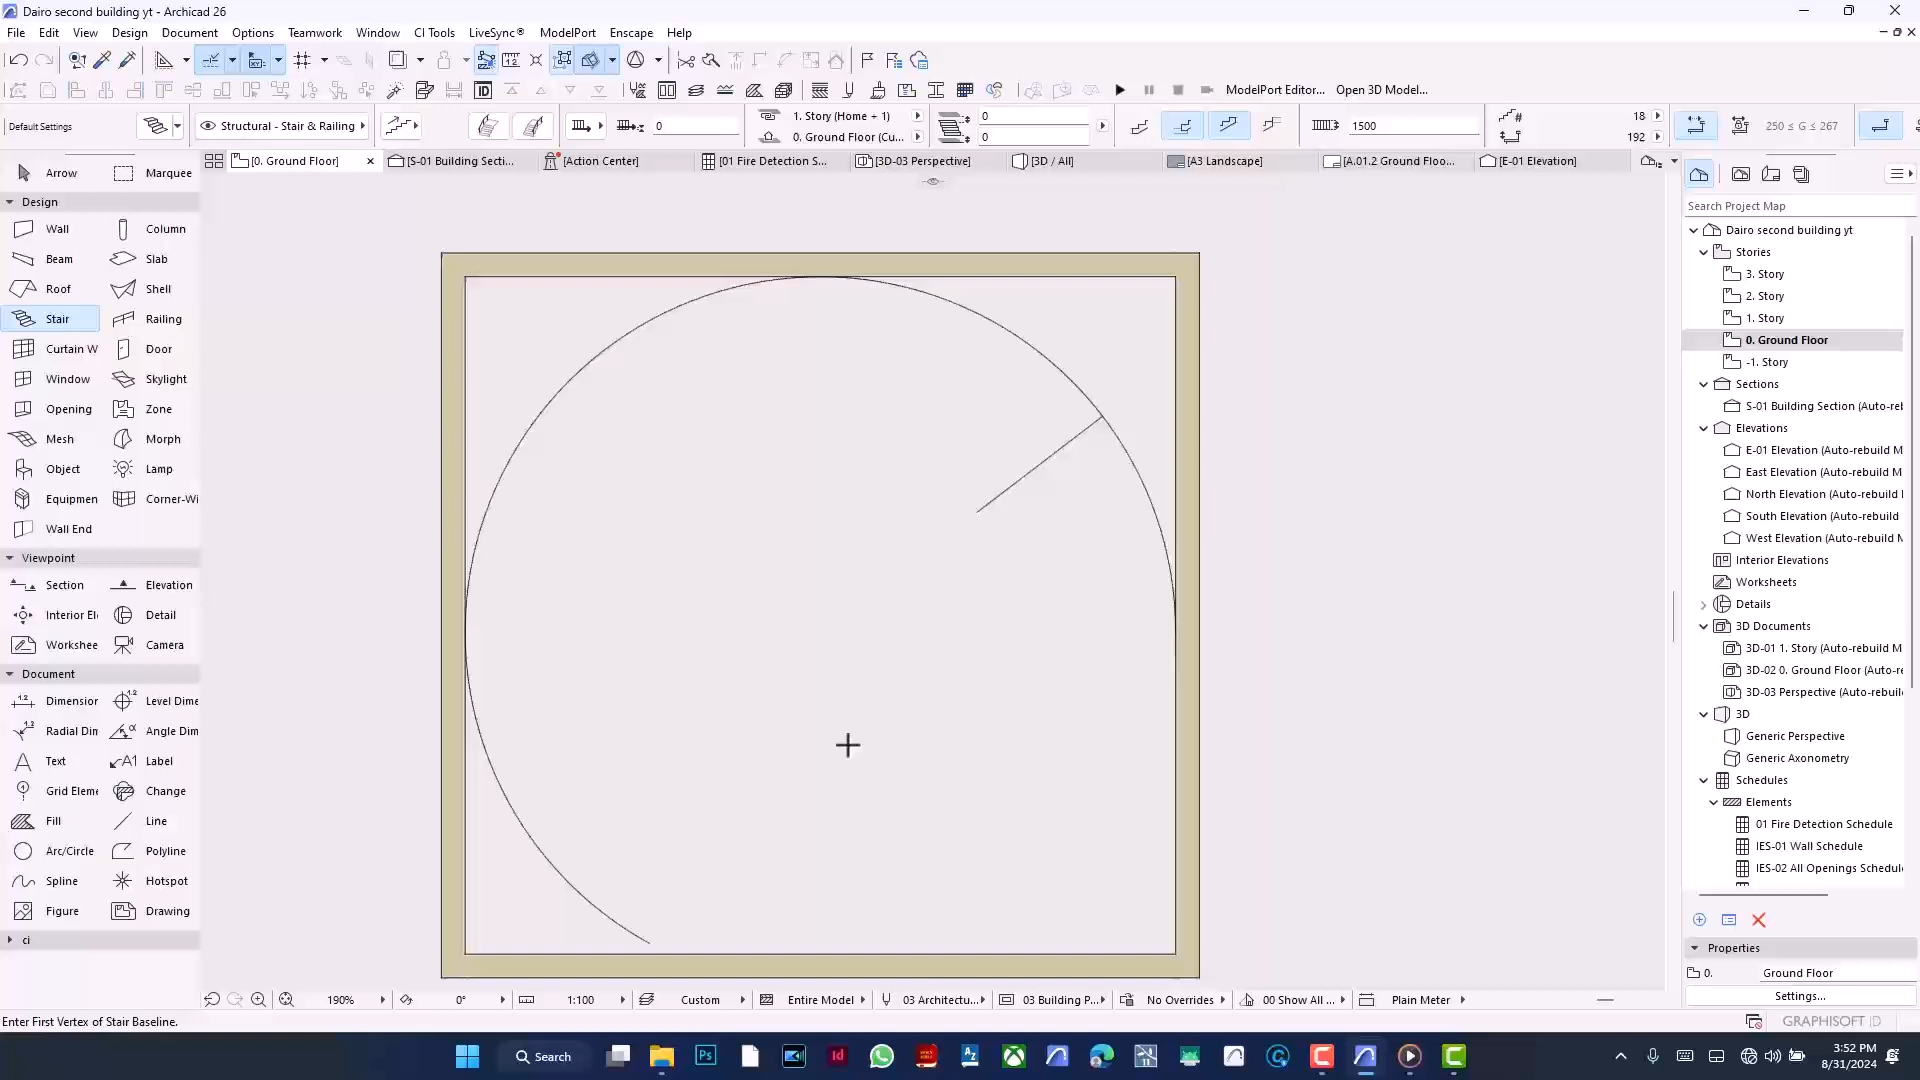 Dairo second building yt - Archicad 26
File Edit View Design Document Options Teamwork Window CI Tools LiveSync® ModelPort Enscape Help
ModelPort Editor... Open 3D Model...
Default Settings
Structural - Stair & Railing
0
1. Story (Home + 1)
0. Ground Floor (Cu...
0
0
1500
18
192
250 ≤ G ≤ 267
[0. Ground Floor] [S-01 Building Secti... [Action Center] [01 Fire Detection S... [3D-03 Perspective] [3D / All] [A3 Landscape] [A.01.2 Ground Floo... [E-01 Elevation]
Arrow Marquee
Design
Wall Column
Beam Slab
Roof Shell
Stair Railing
Curtain W Door
Window Skylight
Opening Zone
Mesh Morph
Object Lamp
Equipmen Corner-Wi
Wall End
Viewpoint
Section Elevation
Interior El Detail
Workshee Camera
Document
Dimension Level Dime
Radial Din Angle Dim
Text Label
Grid Eleme Change
Fill Line
Arc/Circle Polyline
Spline Hotspot
Figure Drawing
ci
Search Project Map
Dairo second building yt
Stories
3. Story
2. Story
1. Story
0. Ground Floor
-1. Story
Sections
S-01 Building Section (Auto-rel
Elevations
E-01 Elevation (Auto-rebuild M
East Elevation (Auto-rebuild M
North Elevation (Auto-rebuild
South Elevation (Auto-rebuild
West Elevation (Auto-rebuild M
Interior Elevations
Worksheets
Details
3D Documents
3D-01 1. Story (Auto-rebuild M
3D-02 0. Ground Floor (Auto-re
3D-03 Perspective (Auto-rebuil
3D
Generic Perspective
Generic Axonometry
Schedules
Elements
01 Fire Detection Schedule
IES-01 Wall Schedule
IES-02 All Openings Schedul
Properties
0. Ground Floor
Settings...
190% 0° 1:100 Custom Entire Model 03 Architectu... 03 Building P... No Overrides 00 Show All ... Plain Meter
Enter First Vertex of Stair Baseline.
GRAPHISOFT ID
Search
3:52 PM
8/31/2024